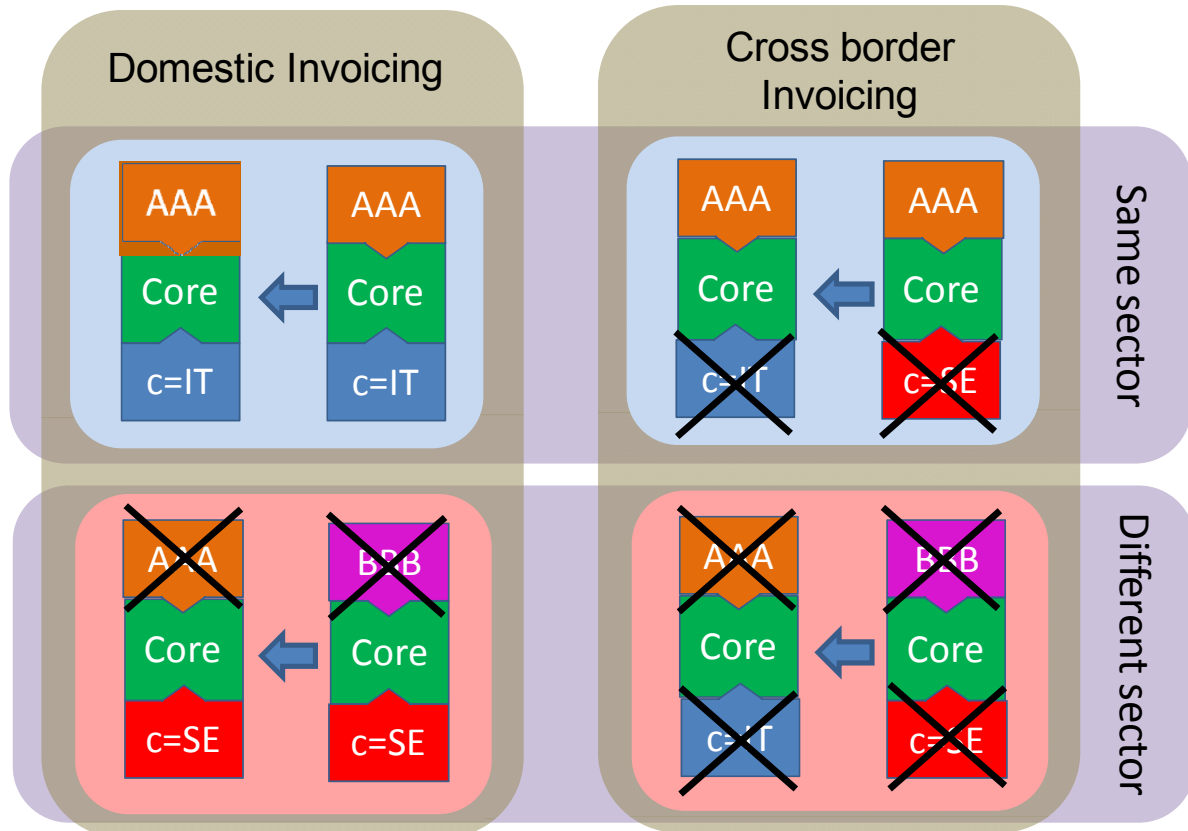 Domestic Invoicing
Cross border
Invoicing
AAA
AAA
AAA
AAA
Core
Core
Core
Core
c=IT
c=IT
c=IT
c=SE
Same sector
AAA
BBB
AAA
BBB
Core
Core
Core
Core
c=SE
c=SE
c=IT
c=SE
Different sector